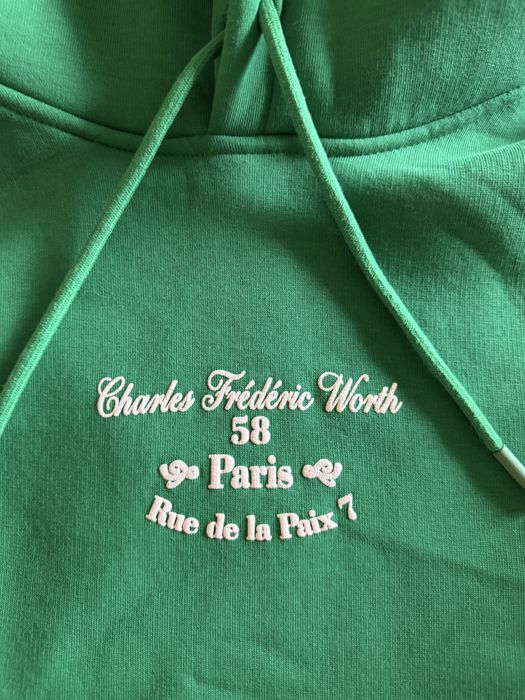 Charles Frédéric Worth
58
Paris
Rue de la Paix 7